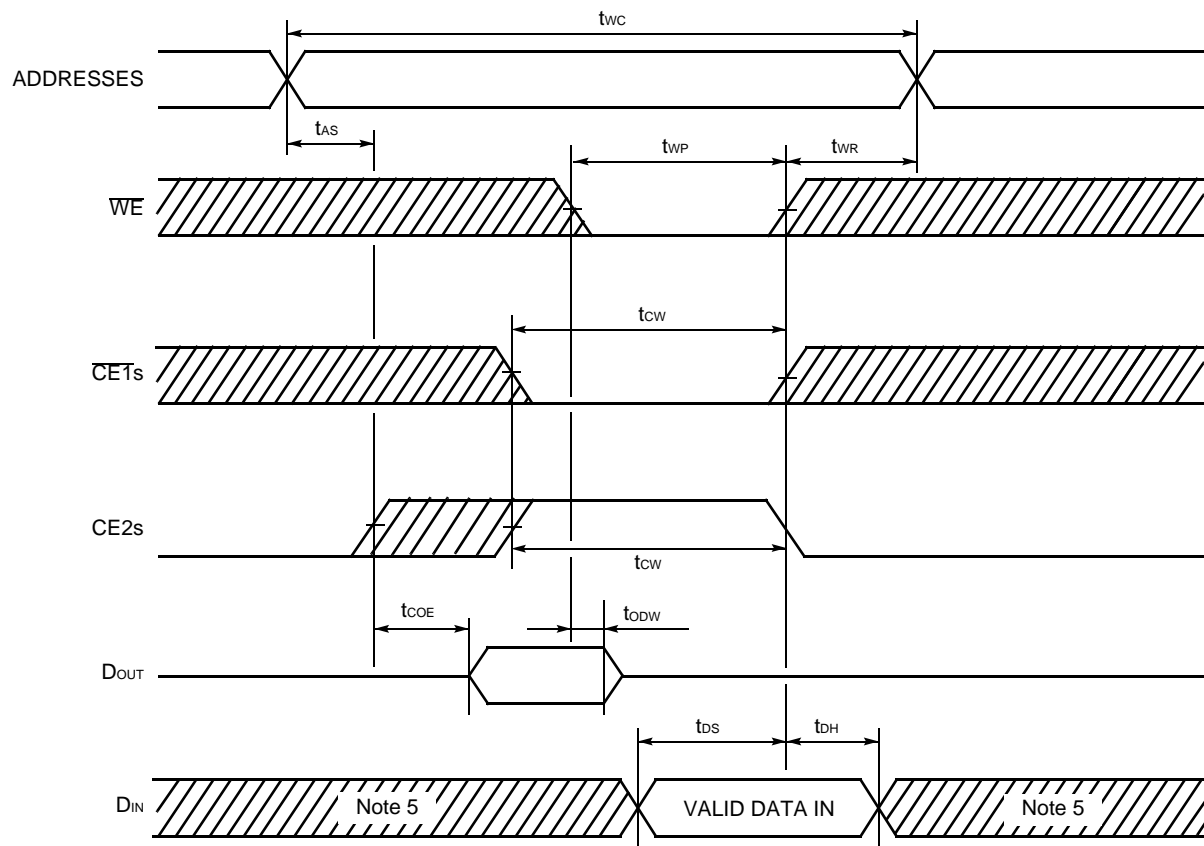 tWC
ADDRESSES
tAS
tWP
tWR
WE
tCW
CE1s
CE2s
tCW
tCOE
tODW
DOUT
tDS
tDH
DIN
Note 5
VALID DATA IN
Note 5